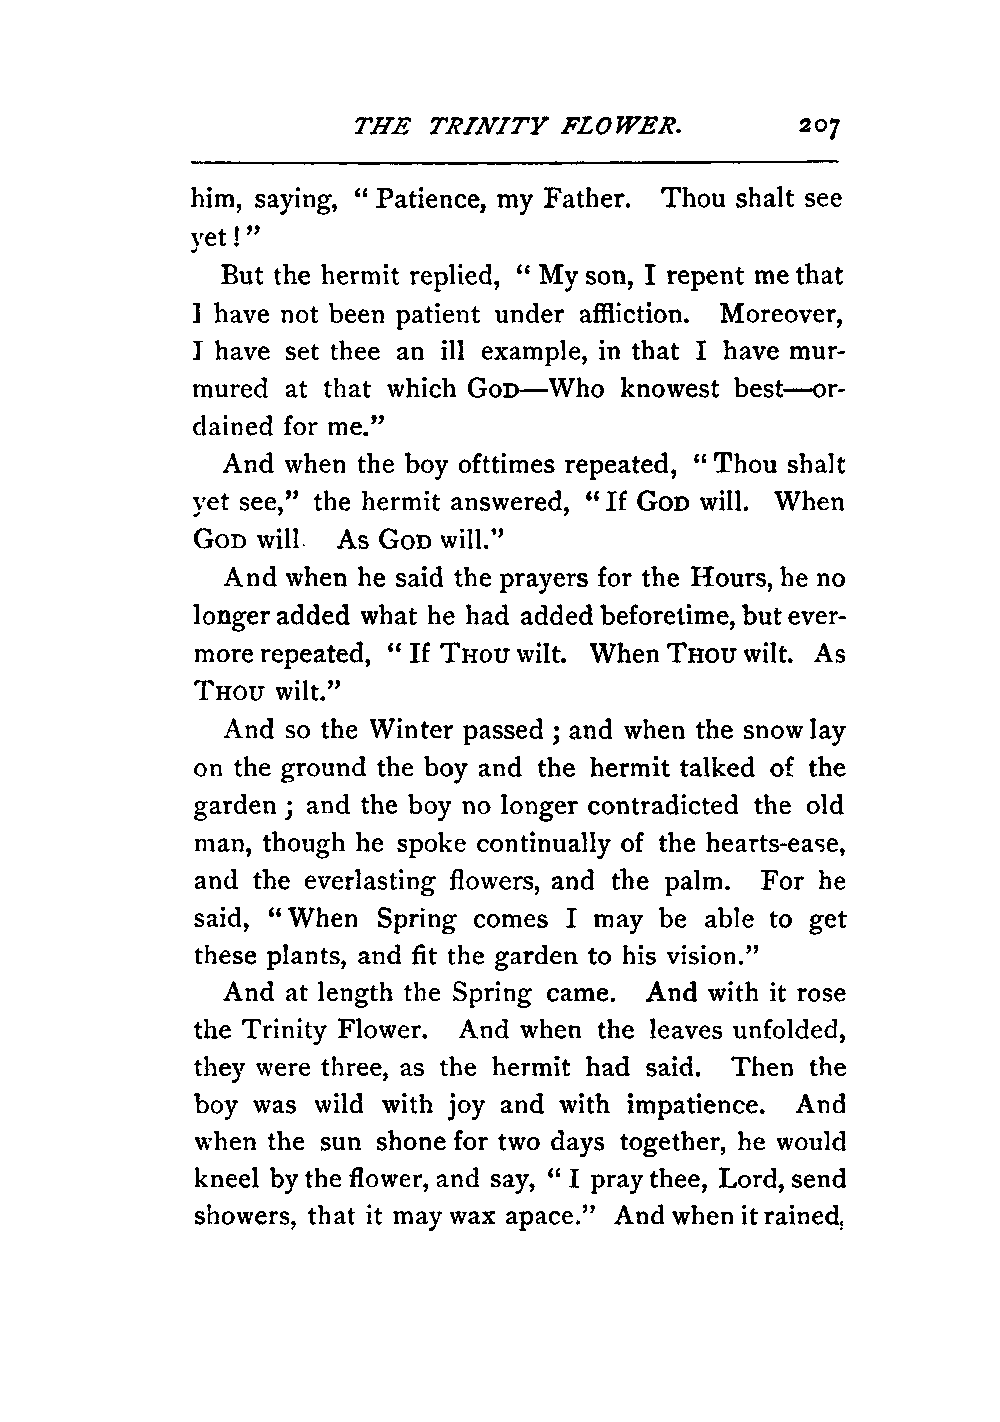 THE TRINITY FLOWER. 207
him, saying, “ Patience, my Father. Thou shalt see
yet ! ”
But the hermit replied, “ My son, I repent me that
I have not been patient under affliction. Moreover,
I have set thee an ill example, in that I have mur-
mured at that which GOD—Who knowest best—or-
dained for me.”
And when the boy ofttimes repeated, “ Thou shalt
yet see,” the hermit answered, “ If GOD will. When
GOD will. As GOD will.”
And when he said the prayers for the Hours, he no
longer added what he had added beforetime, but ever-
more repeated, “ If THOU wilt. When THOU wilt. As
THOU wilt.”
And so the Winter passed ; and when the snow lay
on the ground the boy and the hermit talked of the
garden ; and the boy no longer contradicted the old
man, though he spoke continually of the hearts-ease,
and the everlasting flowers, and the palm. For he
said, “ When Spring comes I may be able to get
these plants, and fit the garden to his vision.”
And at length the Spring came. And with it rose
the Trinity Flower. And when the leaves unfolded,
they were three, as the hermit had said. Then the
boy was wild with joy and with impatience. And
when the sun shone for two days together, he would
kneel by the flower, and say, “ I pray thee, Lord, send
showers, that it may wax apace.” And when it rained,